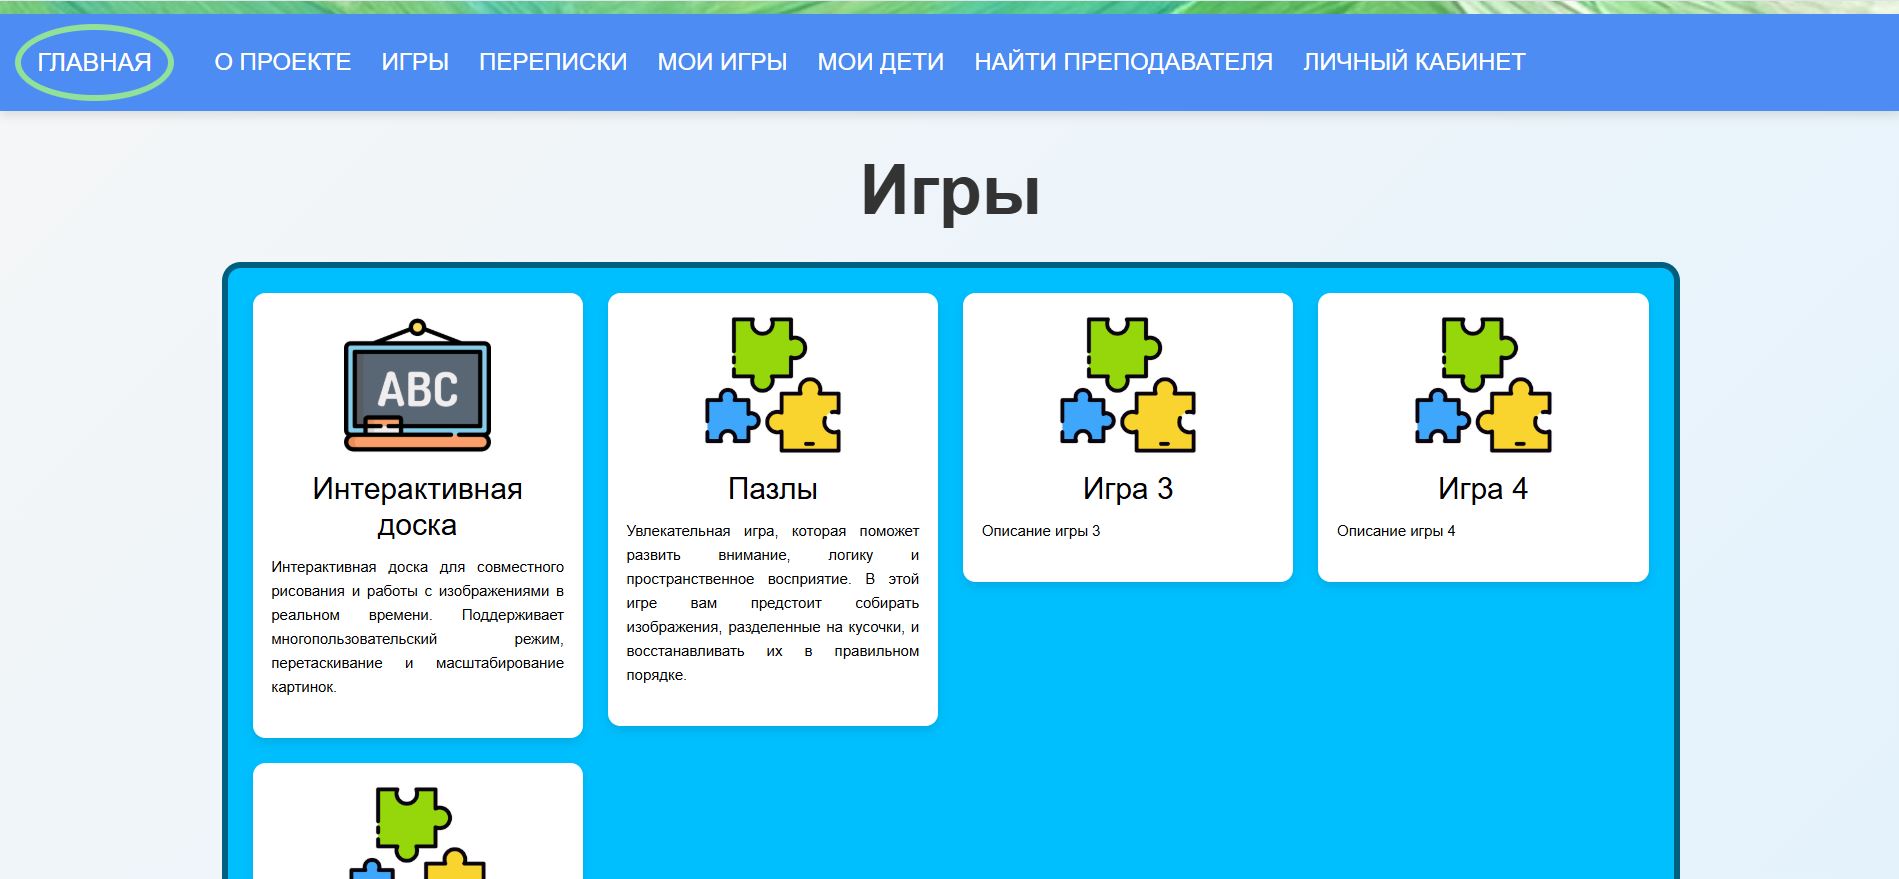 ГЛАВНАЯ О ПРОЕКТЕ ИГРЫ ПЕРЕПИСКИ МОИ ИГРЫ МОИ ДЕТИ НАЙТИ ПРЕПОДАВАТЕЛЯ ЛИЧНЫЙ КАБИНЕТ
Игры
ABC
Интерактивная
доска
Интерактивная доска для совместного
рисования и работы с изображениями в
реальном времени. Поддерживает
многопользовательский режим,
перетаскивание и масштабирование
картинок.
Пазлы
Увлекательная игра, которая поможет
развить внимание, логику и
пространственное восприятие. В этой
игре вам предстоит собирать
изображения, разделенные на кусочки, и
восстанавливать их в правильном
порядке.
Игра 3
Описание игры 3
Игра 4
Описание игры 4